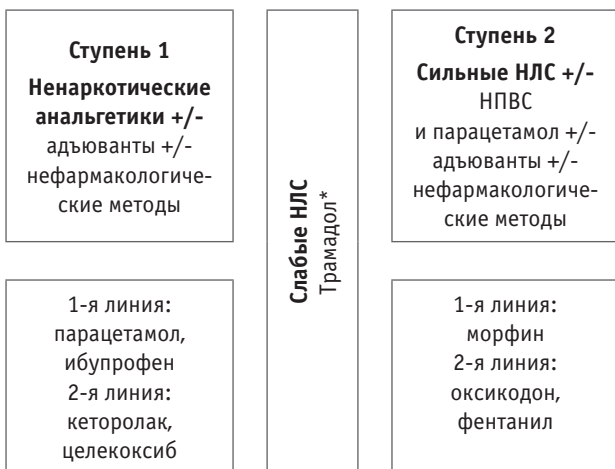 Ступень 1
Ненаркотические
анальгетики +/-
адъюванты +/-
нефармакологиче-
ские методы
1-я линия:
парацетамол,
ибупрофен
2-я линия:
кеторолак,
целекоксиб
Слабые НЛС
Трамадол*
Ступень 2
Сильные НЛС +/-
НПВС
и парацетамол +/-
адъюванты +/-
нефармакологиче-
ские методы
1-я линия:
морфин
2-я линия:
оксикодон,
фентанил